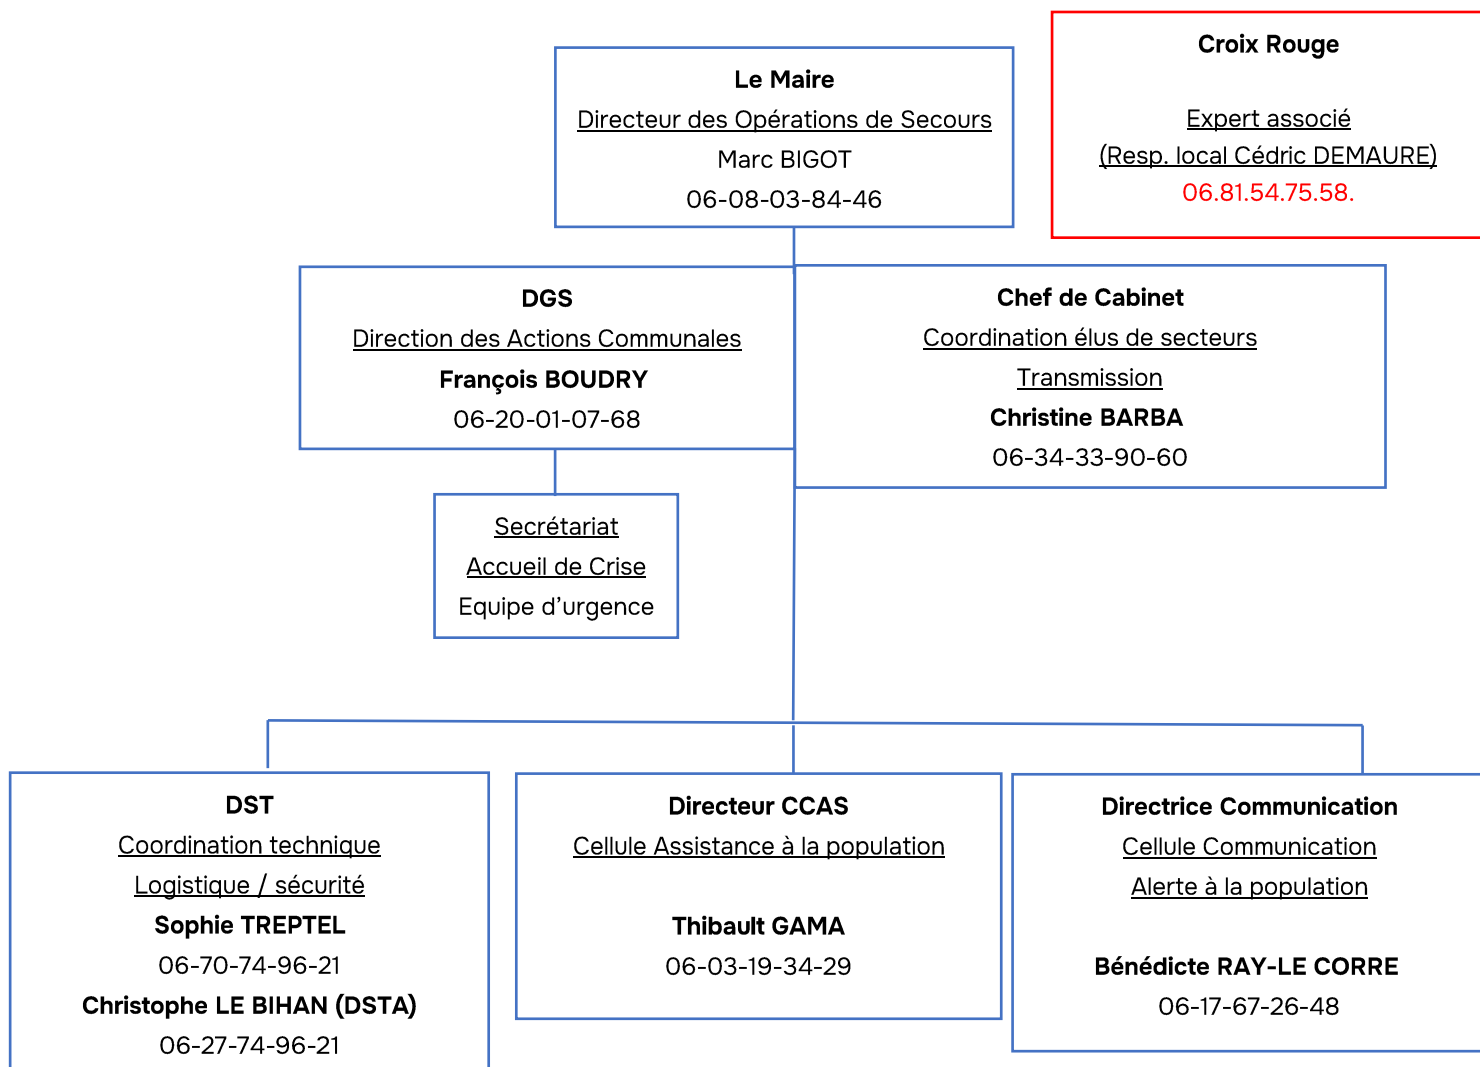 Le Maire
Directeur des Opérations de Secours
Marc BIGOT
06-08-03-84-46
Croix Rouge
Expert associé
(Resp. local Cédric DEMAURE)
06.81.54.75.58.
DGS
Direction des Actions Communales
François BOUDRY
06-20-01-07-68
Chef de Cabinet
Coordination élus de secteurs
Transmission
Christine BARBA
06-34-33-90-60
Secrétariat
Accueil de Crise
Equipe d’urgence
DST
Coordination technique
Logistique / sécurité
Sophie TREPTEL
06-70-74-96-21
Christophe LE BIHAN (DSTA)
06-27-74-96-21
Directeur CCAS
Cellule Assistance à la population
Thibault GAMA
06-03-19-34-29
Directrice Communication
Cellule Communication
Alerte à la population
Bénédicte RAY-LE CORRE
06-17-67-26-48